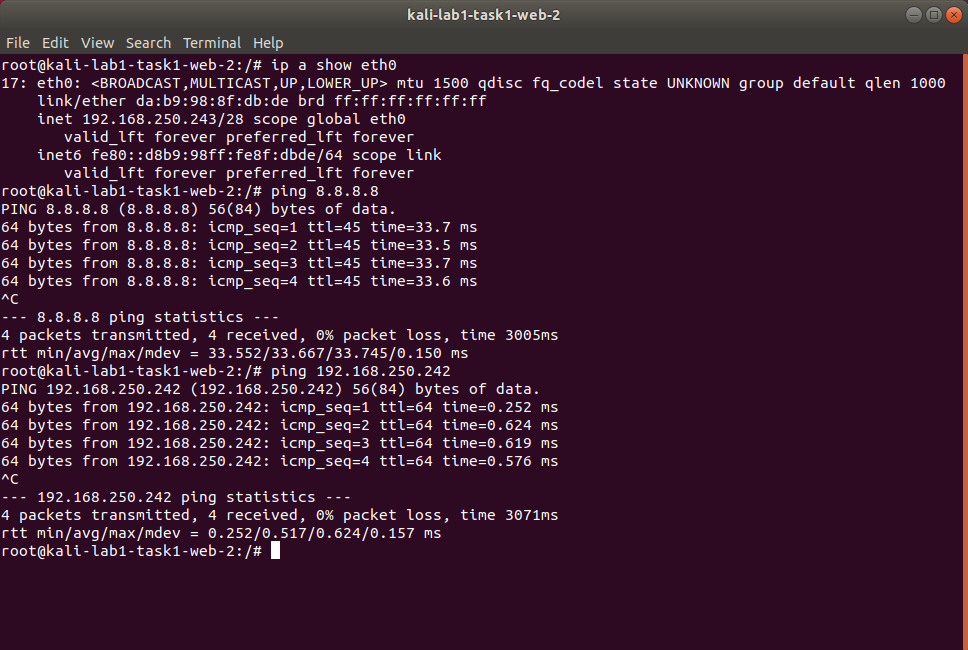 kali-lab1-task1-web-2
File Edit View Search Terminal Help
root@kali-lab1-task1-web-2:/# ip a show eth0
17: eth0: <BROADCAST,MULTICAST,UP,LOWER_UP> mtu 1500 qdisc fq_codel state UNKNOWN group default qlen 1000
    link/ether da:b9:98:8f:db:de brd ff:ff:ff:ff:ff:ff
    inet 192.168.250.243/28 scope global eth0
       valid_lft forever preferred_lft forever
    inet6 fe80::d8b9:98ff:fe8f:dbde/64 scope link
       valid_lft forever preferred_lft forever
root@kali-lab1-task1-web-2:/# ping 8.8.8.8
PING 8.8.8.8 (8.8.8.8) 56(84) bytes of data.
64 bytes from 8.8.8.8: icmp_seq=1 ttl=45 time=33.7 ms
64 bytes from 8.8.8.8: icmp_seq=2 ttl=45 time=33.5 ms
64 bytes from 8.8.8.8: icmp_seq=3 ttl=45 time=33.7 ms
64 bytes from 8.8.8.8: icmp_seq=4 ttl=45 time=33.6 ms
^C
--- 8.8.8.8 ping statistics ---
4 packets transmitted, 4 received, 0% packet loss, time 3005ms
rtt min/avg/max/mdev = 33.552/33.667/33.745/0.150 ms
root@kali-lab1-task1-web-2:/# ping 192.168.250.242
PING 192.168.250.242 (192.168.250.242) 56(84) bytes of data.
64 bytes from 192.168.250.242: icmp_seq=1 ttl=64 time=0.252 ms
64 bytes from 192.168.250.242: icmp_seq=2 ttl=64 time=0.624 ms
64 bytes from 192.168.250.242: icmp_seq=3 ttl=64 time=0.619 ms
64 bytes from 192.168.250.242: icmp_seq=4 ttl=64 time=0.576 ms
^C
--- 192.168.250.242 ping statistics ---
4 packets transmitted, 4 received, 0% packet loss, time 3071ms
rtt min/avg/max/mdev = 0.252/0.517/0.624/0.157 ms
root@kali-lab1-task1-web-2:/#